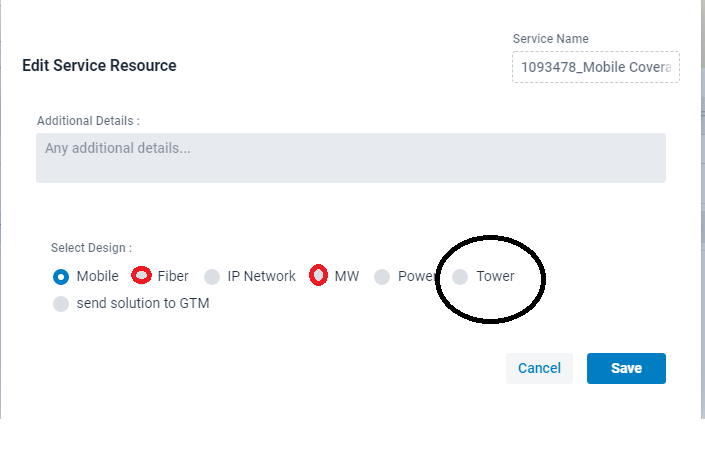 Service Name
Edit Service Resource
1093478_Mobile Covera
Additional Details :
Any additional details...
Select Design :
Mobile Fiber IP Network MW Power Tower
send solution to GTM
Cancel Save